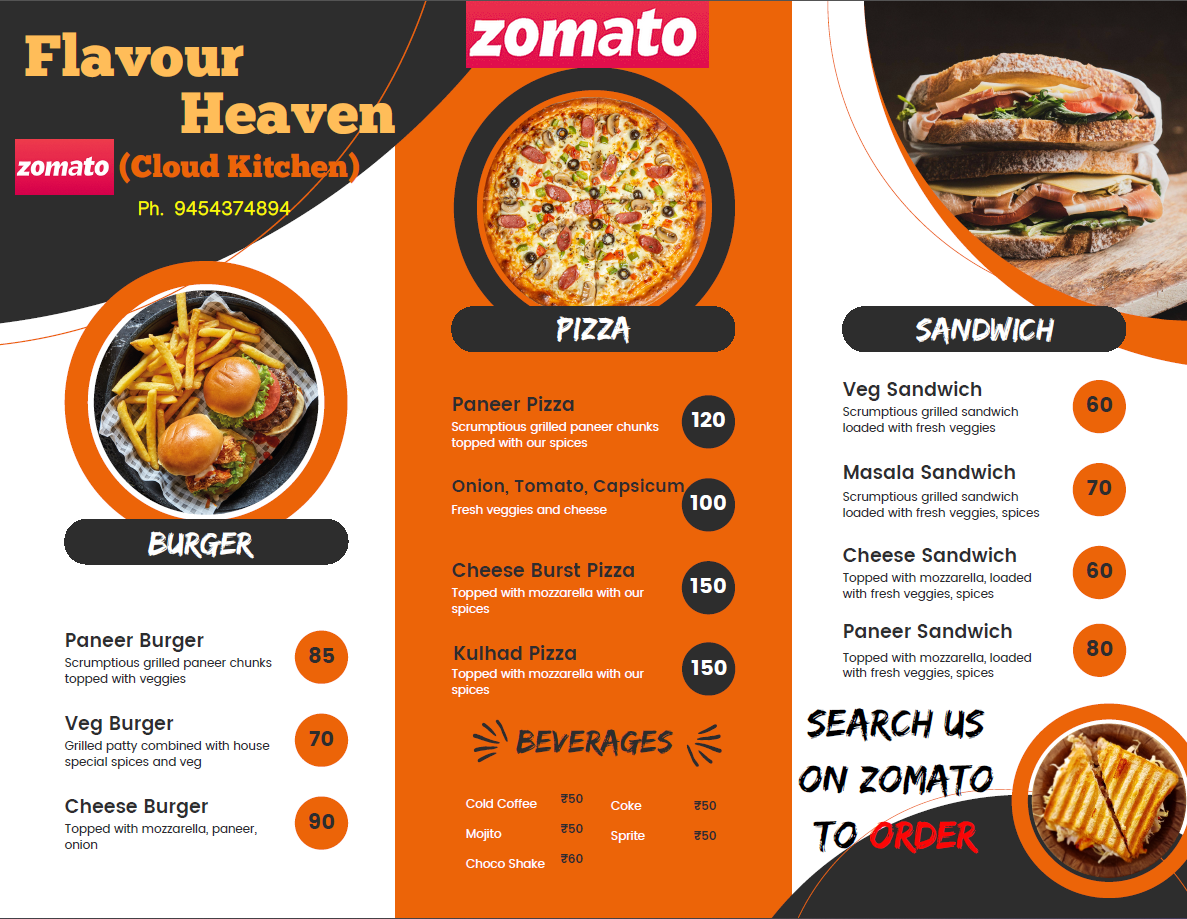 Flavour
Heaven
zomato (Cloud Kitchen)
Ph. 9454374894
BURGER
Paneer Burger
Scrumptious grilled paneer chunks
topped with veggies
85
Veg Burger
Grilled patty combined with house
special spices and veg
70
Cheese Burger
Topped with mozzarella, paneer,
onion
90
zomato
PIZZA
Paneer Pizza
Scrumptious grilled paneer chunks
topped with our spices
120
Onion, Tomato, Capsicum
Fresh veggies and cheese
100
Cheese Burst Pizza
Topped with mozzarella with our
spices
150
Kulhad Pizza
Topped with mozzarella with our
spices
150
BEVERAGES
Cold Coffee ₹50
Mojito ₹50
Choco Shake ₹60
Coke ₹50
Sprite ₹50
SANDWICH
Veg Sandwich
Scrumptious grilled sandwich
loaded with fresh veggies
60
Masala Sandwich
Scrumptious grilled sandwich
loaded with fresh veggies, spices
70
Cheese Sandwich
Topped with mozzarella, loaded
with fresh veggies, spices
60
Paneer Sandwich
Topped with mozzarella, loaded
with fresh veggies, spices
80
SEARCH US
ON ZOMATO
TO ORDER